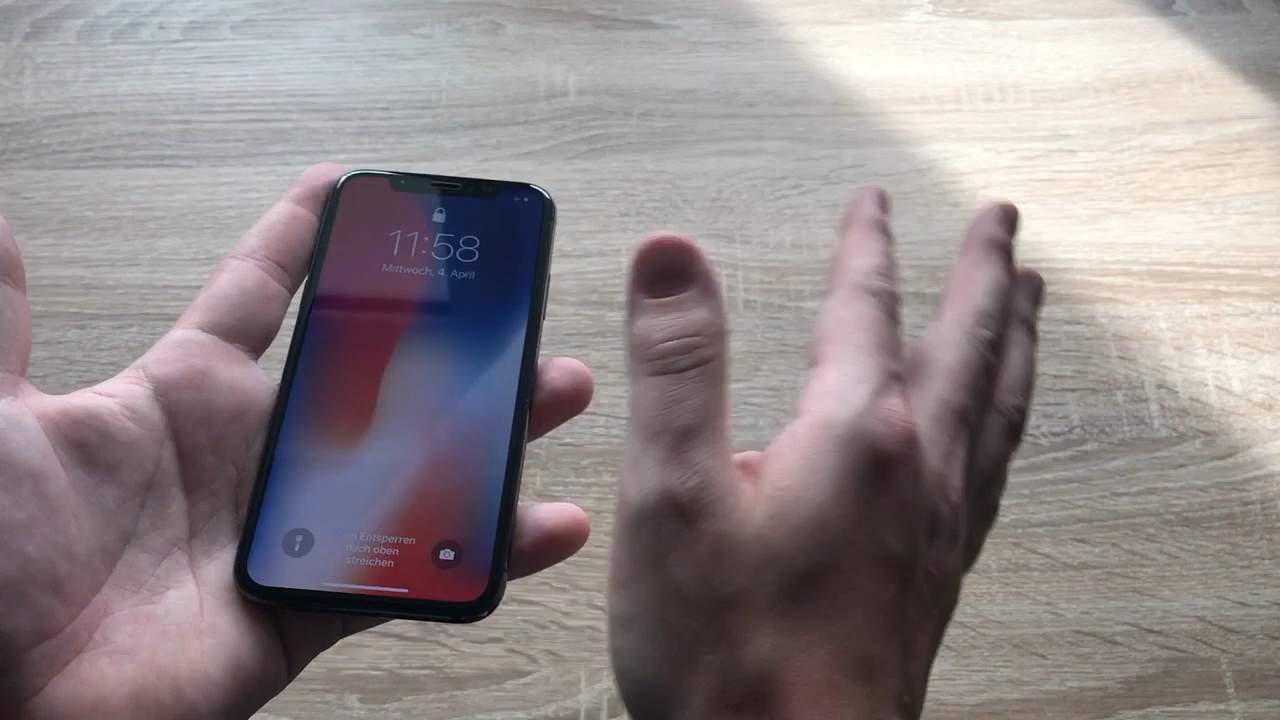 11:58
Mittwoch, 4. April
Entsperren
nach oben
streichen